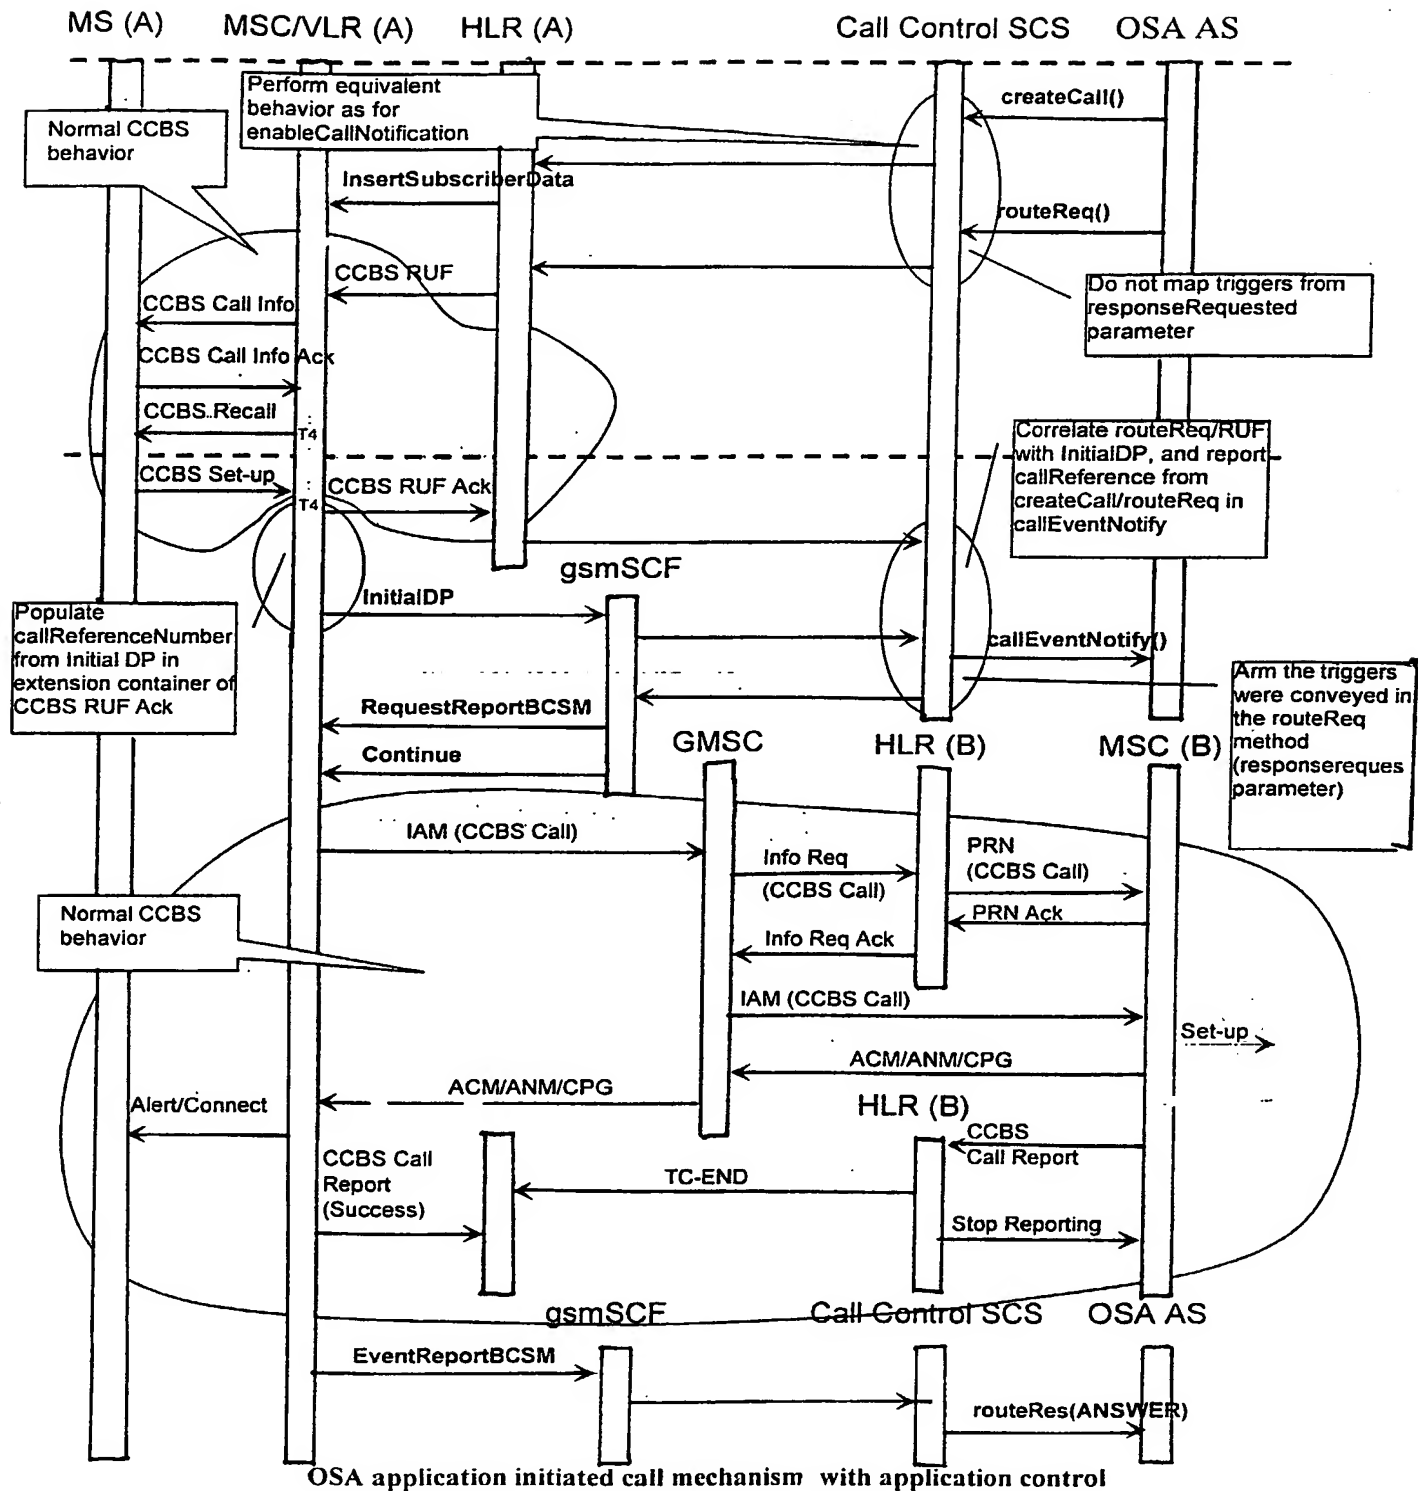 MS (A) MSC/VLR (A) HLR (A) Call Control SCS OSA AS
Perform equivalent
behavior as for
enableCallNotification
createCall()
Normal CCBS
behavior
InsertSubscriberData
routeReq()
CCBS RUF
Do not map triggers from
responseRequested
parameter
CCBS Call Info
CCBS Call Info Ack
CCBS Recall
T4
Correlate routeReq/RUF
with InitialDP, and report
callReference from
createCall/routeReq in
callEventNotify
CCBS Set-up
T4
CCBS RUF Ack
gsmSCF
InitialDP
Populate
callReferenceNumber
from Initial DP in
extension container of
CCBS RUF Ack
callEventNotify()
Arm the triggers
were conveyed in
the routeReq
method
(responsereques
parameter)
RequestReportBCSM
Continue
GMSC HLR (B) MSC (B)
IAM (CCBS Call)
Info Req
(CCBS Call)
PRN
(CCBS Call)
PRN Ack
Info Req Ack
Normal CCBS
behavior
IAM (CCBS Call)
Set-up
ACM/ANM/CPG
ACM/ANM/CPG
HLR (B)
Alert/Connect
CCBS
Call Report
CCBS Call
Report
(Success)
TC-END
Stop Reporting
gsmSCF Call Control SCS OSA AS
EventReportBCSM
routeRes(ANSWER)
OSA application initiated call mechanism with application control